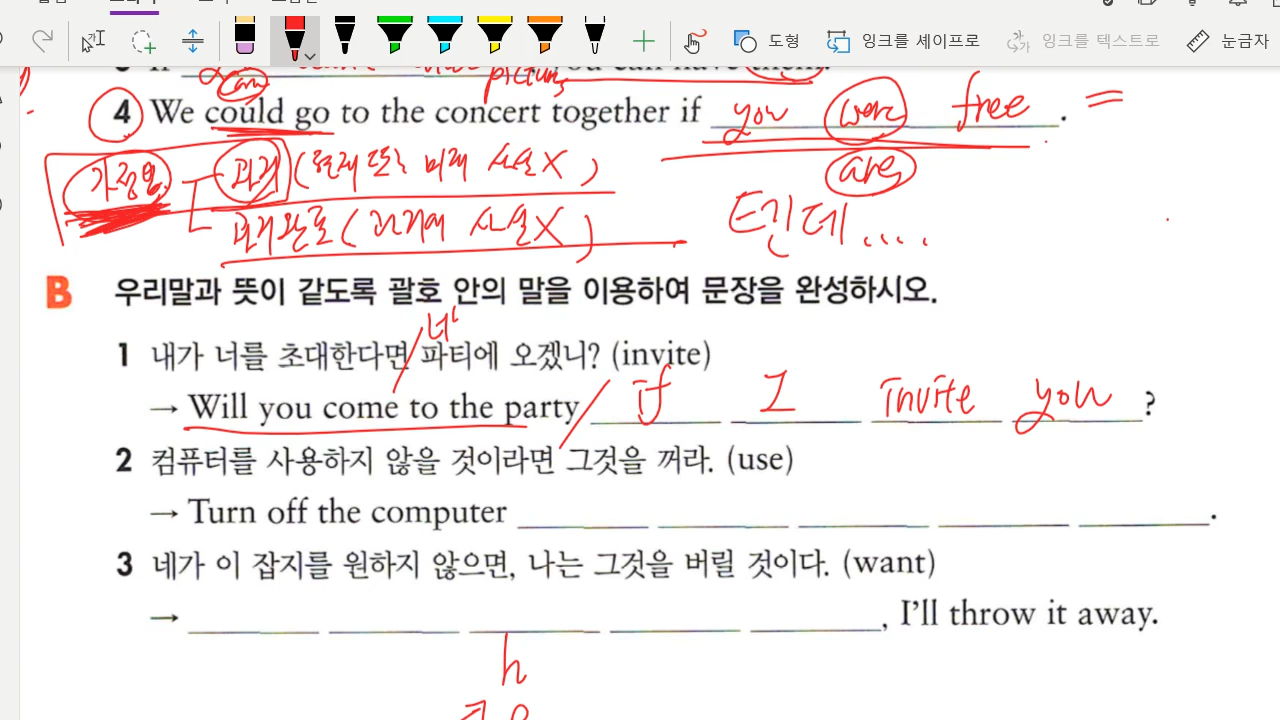 도형 잉크를 셰이프로 잉크를 텍스트로 눈금자
can pictures
4 We could go to the concert together if you were free . =
are
가정법 과거 (현재 또는 미래 사실X)
과거완료 (과거에 사실X)
텐데....
B 우리말과 뜻이 같도록 괄호 안의 말을 이용하여 문장을 완성하시오.
네가
1 내가 너를 초대한다면 파티에 오겠니? (invite)
→ Will you come to the party if I invite you ?
2 컴퓨터를 사용하지 않을 것이라면 그것을 꺼라. (use)
→ Turn off the computer .
3 네가 이 잡지를 원하지 않으면, 나는 그것을 버릴 것이다. (want)
→ , I'll throw it away.
h